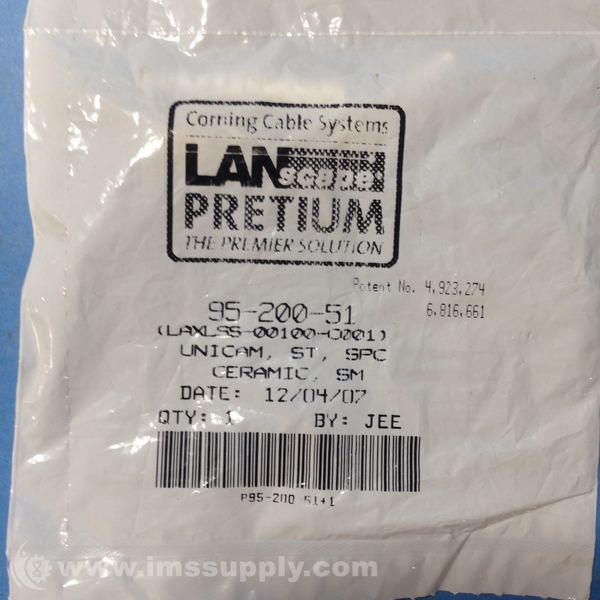 Corning Cable Systems
LANscape
PRETIUM
THE PREMIER SOLUTION
Patent No. 4,923,274
6,816,661
95-200-51
(LAXLSS-00100-C001)
UNICAM, ST, SPC
CERAMIC, SM
DATE: 12/04/07
QTY: 1 BY: JEE
P95-200-51+1
www.imssupply.com